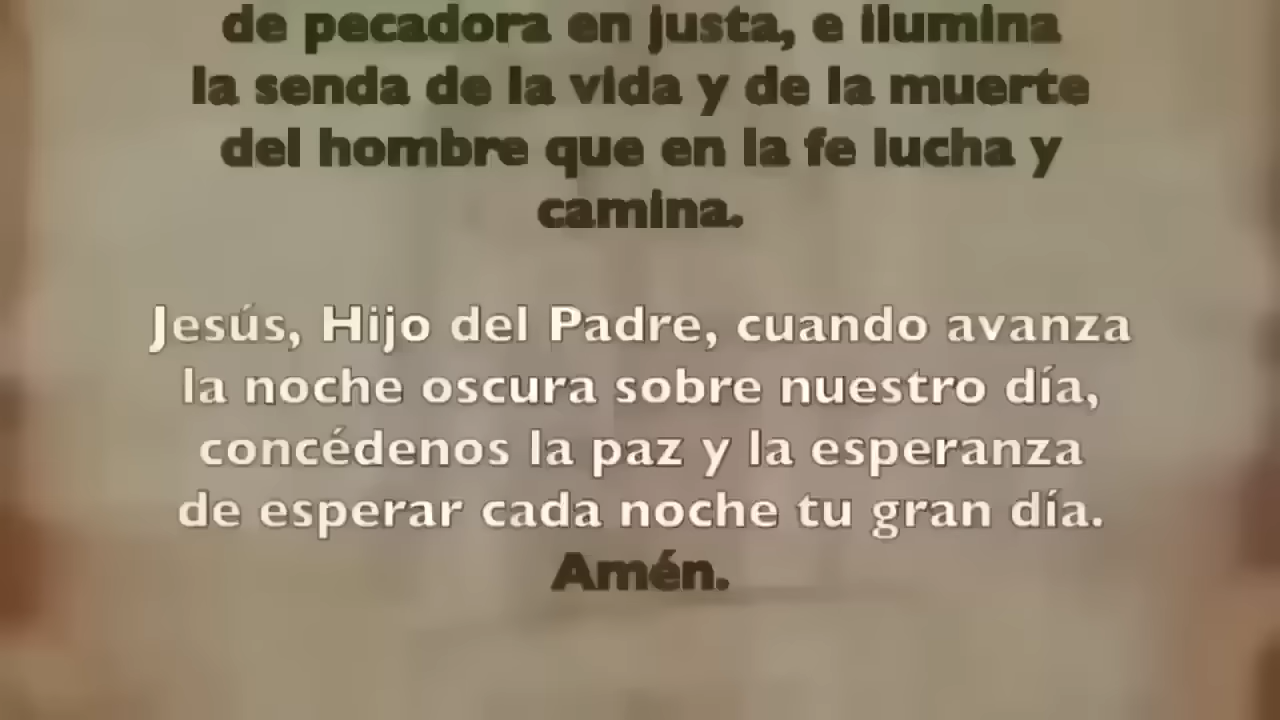 de pecadora en justa, e ilumina
la senda de la vida y de la muerte
del hombre que en la fe lucha y
camina.
Jesús, Hijo del Padre, cuando avanza
la noche oscura sobre nuestro día,
concédenos la paz y la esperanza
de esperar cada noche tu gran día.
Amén.